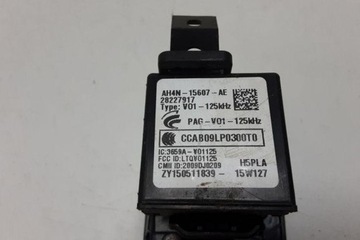 AH4N-15607-AE
28227917
Type: V01-125kHz
PAG-V01-125kHz
CCAB09LP0300T0
IC:3659A-V01125
FCC ID:LTQV01125
CMII ID:2009DJ0209
H5PLA
ZY150511839- 15W127